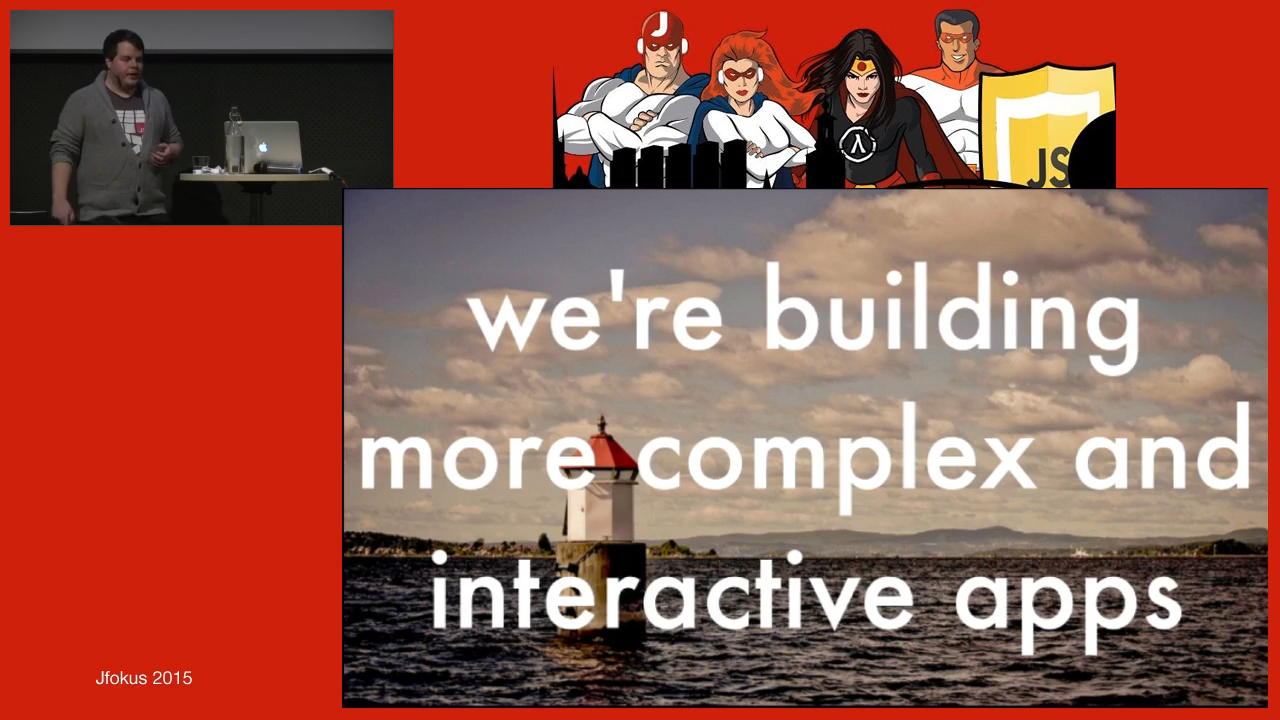 J
λ
JS
we're building
more complex and
interactive apps
Jfokus 2015